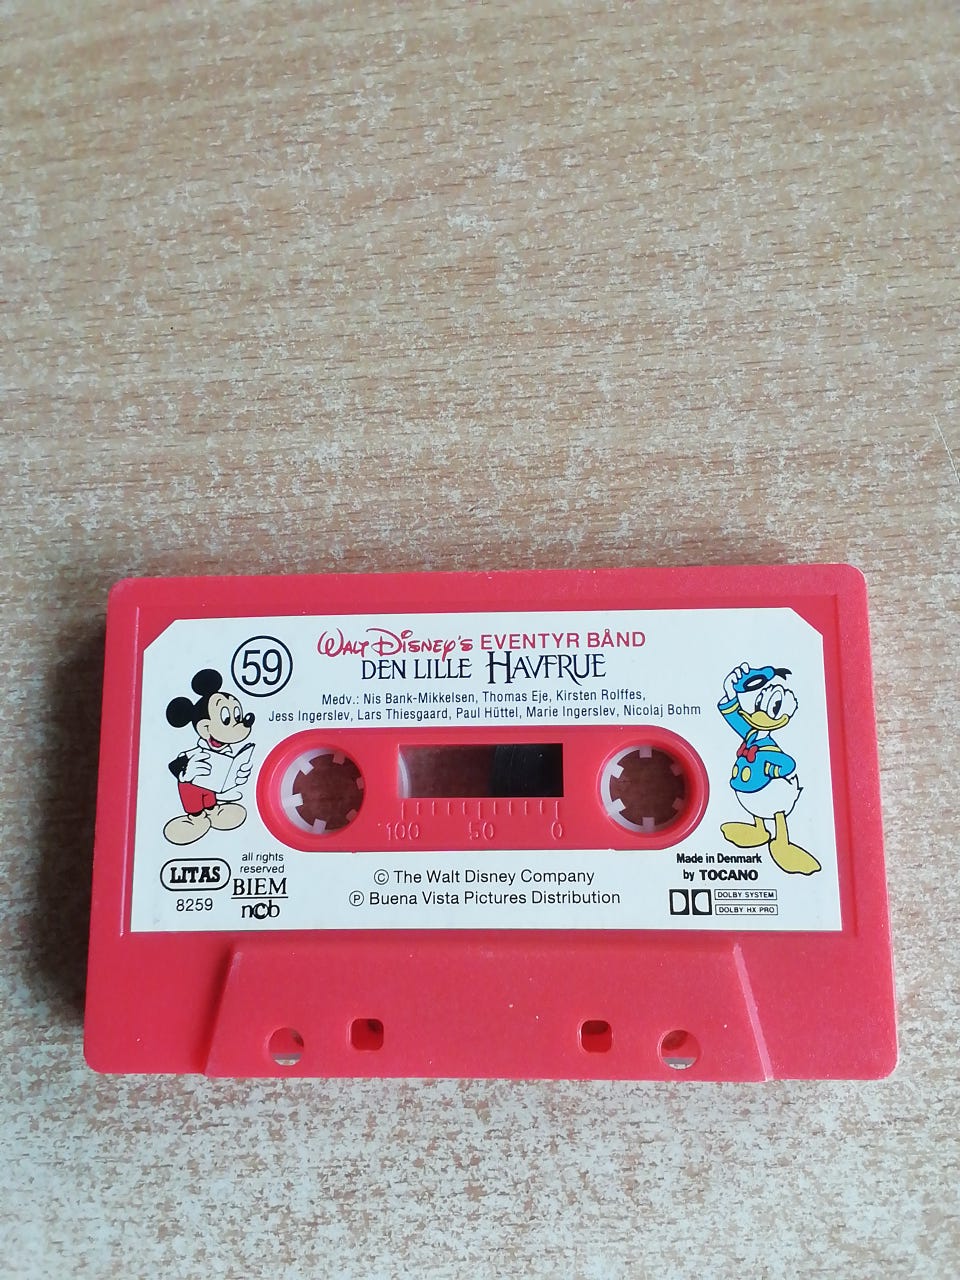 59
Walt Disney's EVENTYR BÅND
DEN LILLE HAVFRUE
Medv.: Nis Bank-Mikkelsen, Thomas Eje, Kirsten Rolffes,
Jess Ingerslev, Lars Thiesgaard, Paul Hüttel, Marie Ingerslev, Nicolaj Bohm
100 50 0
LITAS
8259
all rights
reserved
BIEM
ncb
© The Walt Disney Company
℗ Buena Vista Pictures Distribution
Made in Denmark
by TOCANO
DOLBY SYSTEM
DOLBY HX PRO